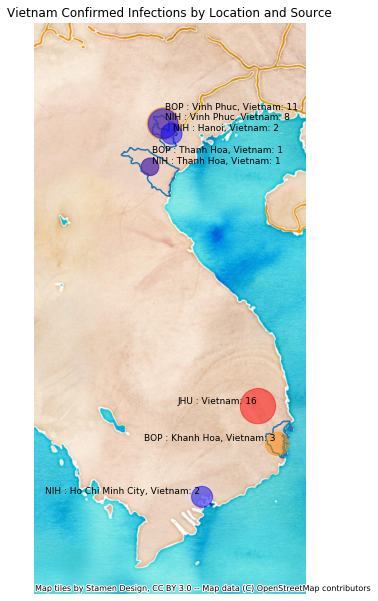 Vietnam Confirmed Infections by Location and Source
BOP : Vinh Phuc, Vietnam: 11
NIH : Vinh Phuc, Vietnam: 8
NIH : Hanoi, Vietnam: 2
BOP : Thanh Hoa, Vietnam: 1
NIH : Thanh Hoa, Vietnam: 1
JHU : Vietnam: 16
BOP : Khanh Hoa, Vietnam: 3
NIH : Ho Chi Minh City, Vietnam: 2
Map tiles by Stamen Design, CC BY 3.0 -- Map data (C) OpenStreetMap contributors